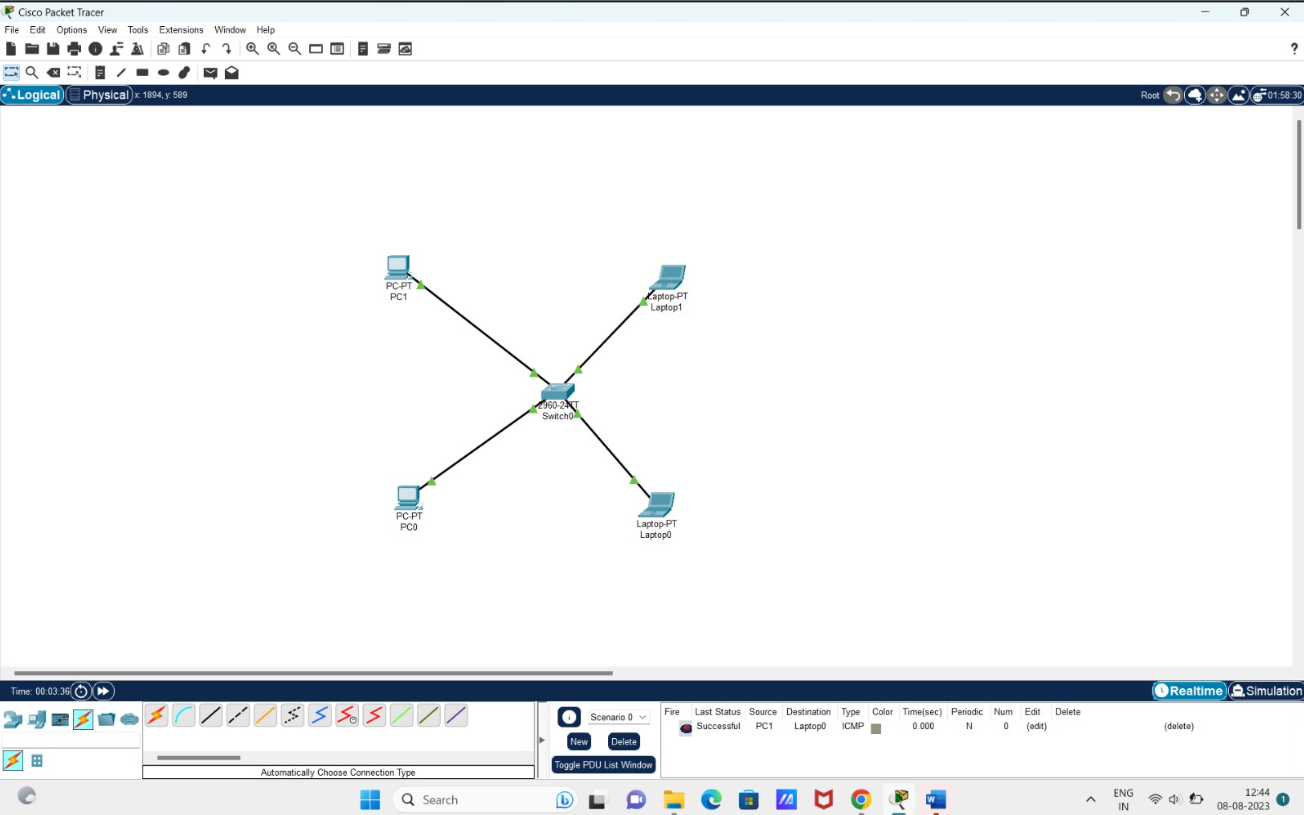 Cisco Packet Tracer
File Edit Options View Tools Extensions Window Help
?
Logical Physical x: 1894, y: 589 Root 01:58:30
PC-PT
PC1
Laptop-PT
Laptop1
2960-24TT
Switch0
PC-PT
PC0
Laptop-PT
Laptop0
Time: 00:03:36 Realtime Simulation
Scenario 0
New Delete
Toggle PDU List Window
Fire Last Status Source Destination Type Color Time(sec) Periodic Num Edit Delete
Successful PC1 Laptop0 ICMP 0.000 N 0 (edit) (delete)
Automatically Choose Connection Type
Search
ENG
IN
12:44
08-08-2023
1